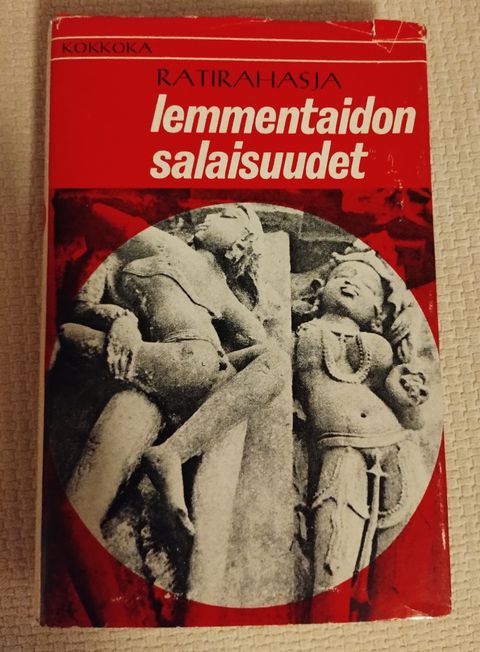 KOKKOKA
RATIRAHASJA
lemmentaidon
salaisuudet